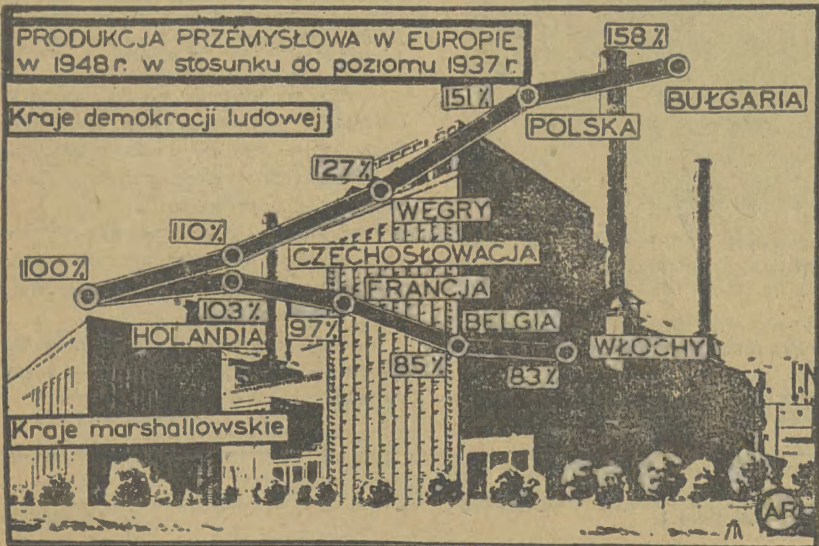 PRODUKCJA PRZEMYSŁOWA W EUROPIE
w 1948 r. w stosunku do poziomu 1937 r.
Kraje demokracji ludowej
158%
BUŁGARIA
151%
POLSKA
127%
WĘGRY
110%
CZECHOSŁOWACJA
100%
103%
HOLANDIA
FRANCJA
97%
BELGIA
85%
WŁOCHY
83%
Kraje marshallowskie
AR